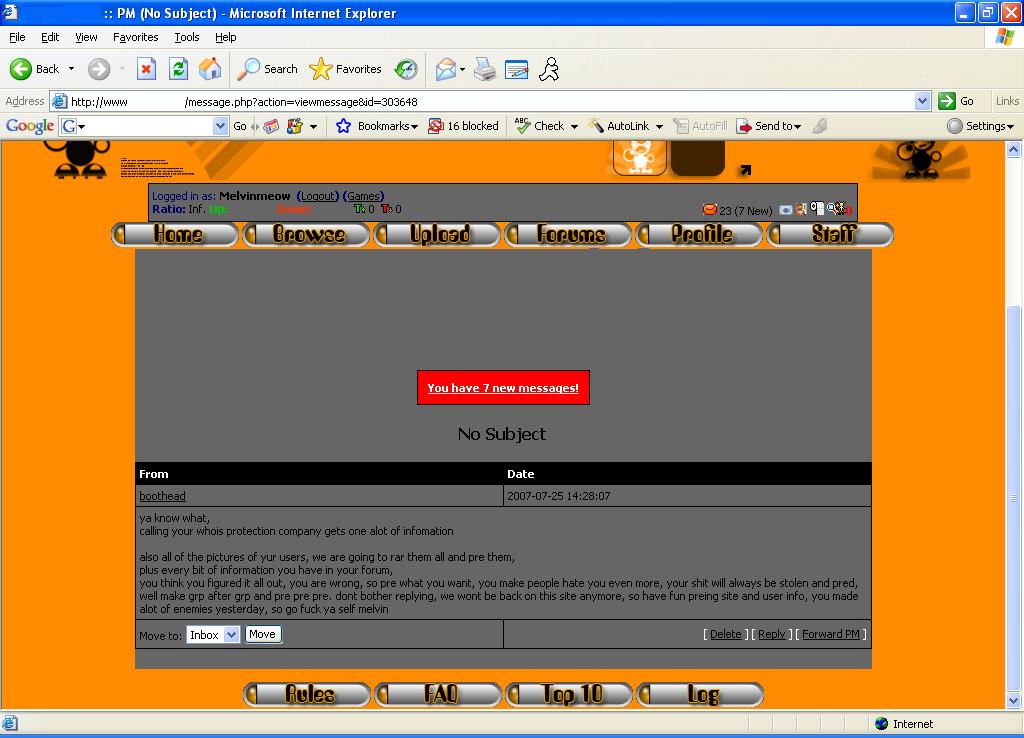 :: PM (No Subject) - Microsoft Internet Explorer
File Edit View Favorites Tools Help
Back Search Favorites
Address http://www /message.php?action=viewmessage&id=303648 Go Links
Google G Go Bookmarks 16 blocked Check AutoLink AutoFill Send to Settings
Logged in as: Melvinmeow (Logout) (Games)
Ratio: Inf. Up: Down: 0 0 23 (7 New) 0
Home Browse Upload Forums Profile Staff
You have 7 new messages!
No Subject
From Date
boothead 2007-07-25 14:28:07
ya know what,
calling your whois protection company gets one alot of infomation
also all of the pictures of yur users, we are going to rar them all and pre them,
plus every bit of information you have in your forum,
you think you figured it all out, you are wrong, so pre what you want, you make people hate you even more, your shit will always be stolen and pred,
well make grp after grp and pre pre pre. dont bother replying, we wont be back on this site anymore, so have fun preing site and user info, you made
alot of enemies yesterday, so go fuck ya self melvin
Move to: Inbox Move [ Delete ] [ Reply ] [ Forward PM ]
Rules FAQ Top 10 Log
Internet